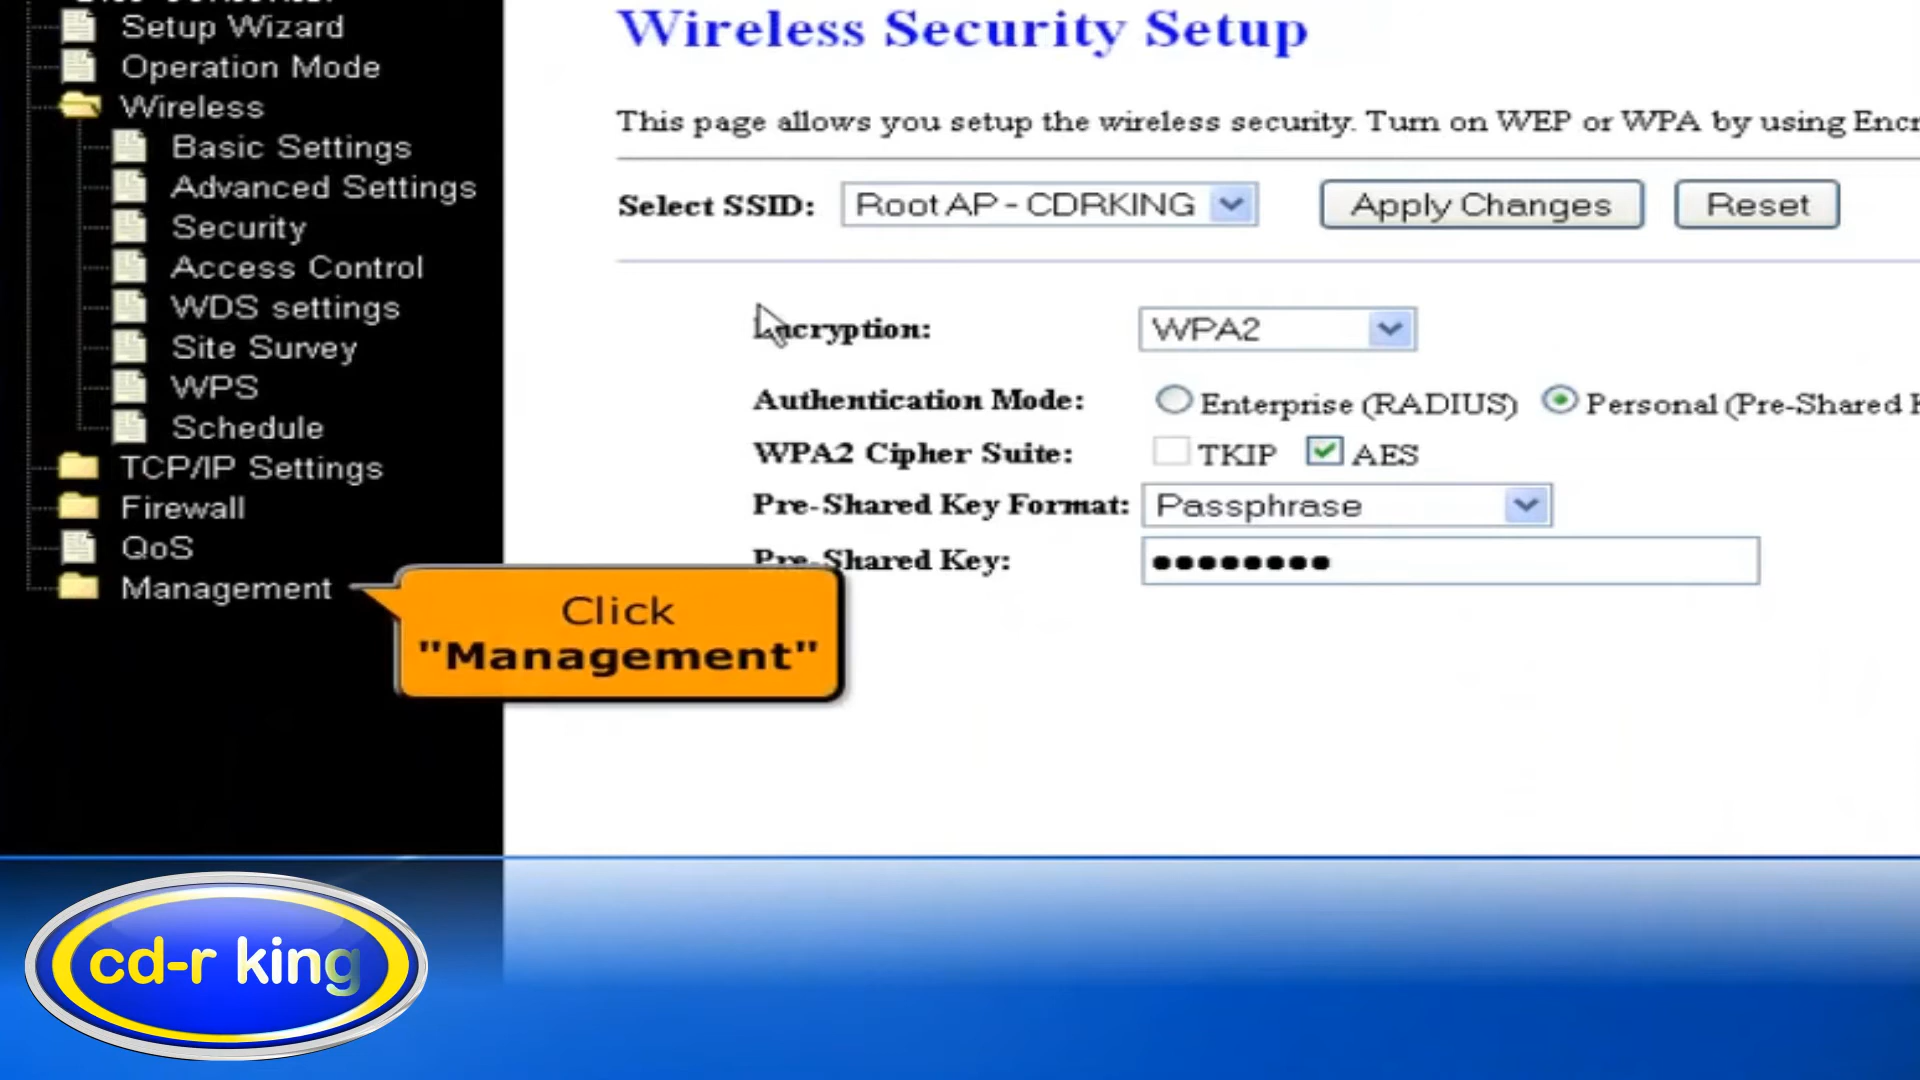 Setup Wizard
Operation Mode
Wireless
Basic Settings
Advanced Settings
Security
Access Control
WDS settings
Site Survey
WPS
Schedule
TCP/IP Settings
Firewall
QoS
Management
Wireless Security Setup
This page allows you setup the wireless security. Turn on WEP or WPA by using
Select SSID: Root AP - CDRKING Apply Changes Reset
Encryption: WPA2
Authentication Mode: Enterprise (RADIUS) Personal (Pre-Shared
WPA2 Cipher Suite: TKIP AES
Pre-Shared Key Format: Passphrase
Pre-Shared Key: ●●●●●●●●
Click
"Management"
cd-r king